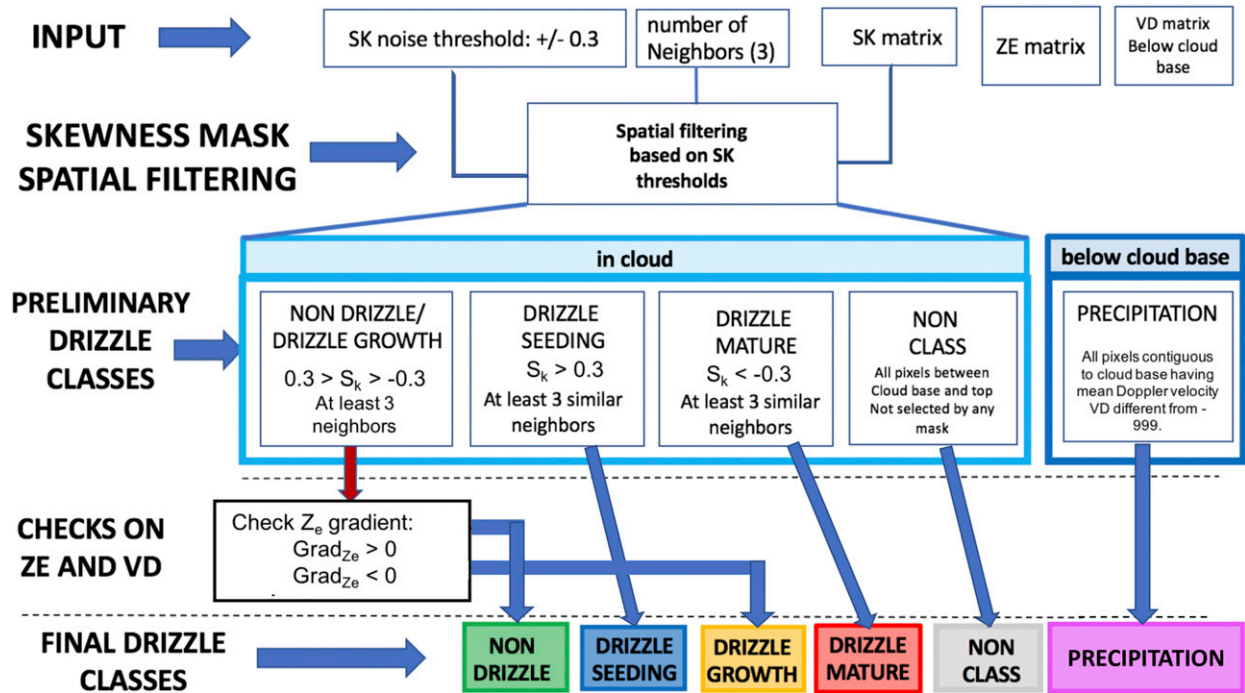 INPUT
SK noise threshold: +/- 0.3
number of
Neighbors (3)
SK matrix
ZE matrix
VD matrix
Below cloud
base
SKEWNESS MASK
SPATIAL FILTERING
Spatial filtering
based on SK
thresholds
in cloud
below cloud base
PRELIMINARY
DRIZZLE
CLASSES
NON DRIZZLE/
DRIZZLE GROWTH
0.3 > Sk > -0.3
At least 3
neighbors
DRIZZLE
SEEDING
Sk > 0.3
At least 3 similar
neighbors
DRIZZLE
MATURE
Sk < -0.3
At least 3 similar
neighbors
NON
CLASS
All pixels between
Cloud base and top
Not selected by any
mask
PRECIPITATION
All pixels contiguous
to cloud base having
mean Doppler velocity
VD different from -
999.
CHECKS ON
ZE AND VD
Check Ze gradient:
GradZe > 0
GradZe < 0
FINAL DRIZZLE
CLASSES
NON
DRIZZLE
DRIZZLE
SEEDING
DRIZZLE
GROWTH
DRIZZLE
MATURE
NON
CLASS
PRECIPITATION